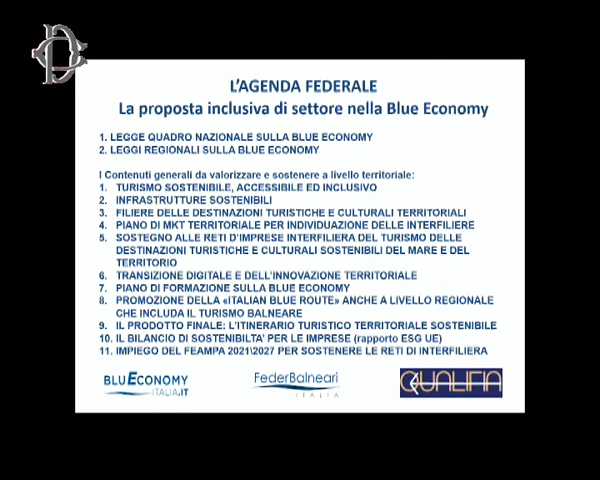 L'AGENDA FEDERALE
La proposta inclusiva di settore nella Blue Economy
1. LEGGE QUADRO NAZIONALE SULLA BLUE ECONOMY
2. LEGGI REGIONALI SULLA BLUE ECONOMY
I Contenuti generali da valorizzare e sostenere a livello territoriale:
1. TURISMO SOSTENIBILE, ACCESSIBILE ED INCLUSIVO
2. INFRASTRUTTURE SOSTENIBILI
3. FILIERE DELLE DESTINAZIONI TURISTICHE E CULTURALI TERRITORIALI
4. PIANO DI MKT TERRITORIALE PER INDIVIDUAZIONE DELLE INTERFILIERE
5. SOSTEGNO ALLE RETI D'IMPRESE INTERFILIERA DEL TURISMO DELLE
DESTINAZIONI TURISTICHE E CULTURALI SOSTENIBILI DEL MARE E DEL
TERRITORIO
6. TRANSIZIONE DIGITALE E DELL'INNOVAZIONE TERRITORIALE
7. PIANO DI FORMAZIONE SULLA BLUE ECONOMY
8. PROMOZIONE DELLA «ITALIAN BLUE ROUTE» ANCHE A LIVELLO REGIONALE
CHE INCLUDA IL TURISMO BALNEARE
9. IL PRODOTTO FINALE: L'ITINERARIO TURISTICO TERRITORIALE SOSTENIBILE
10. IL BILANCIO DI SOSTENIBILTA' PER LE IMPRESE (rapporto ESG UE)
11. IMPIEGO DEL FEAMPA 2021\2027 PER SOSTENERE LE RETI DI INTERFILIERA
BLUECONOMY
ITALIA.IT
FederBalneari
ITALIA
QUALIFIA